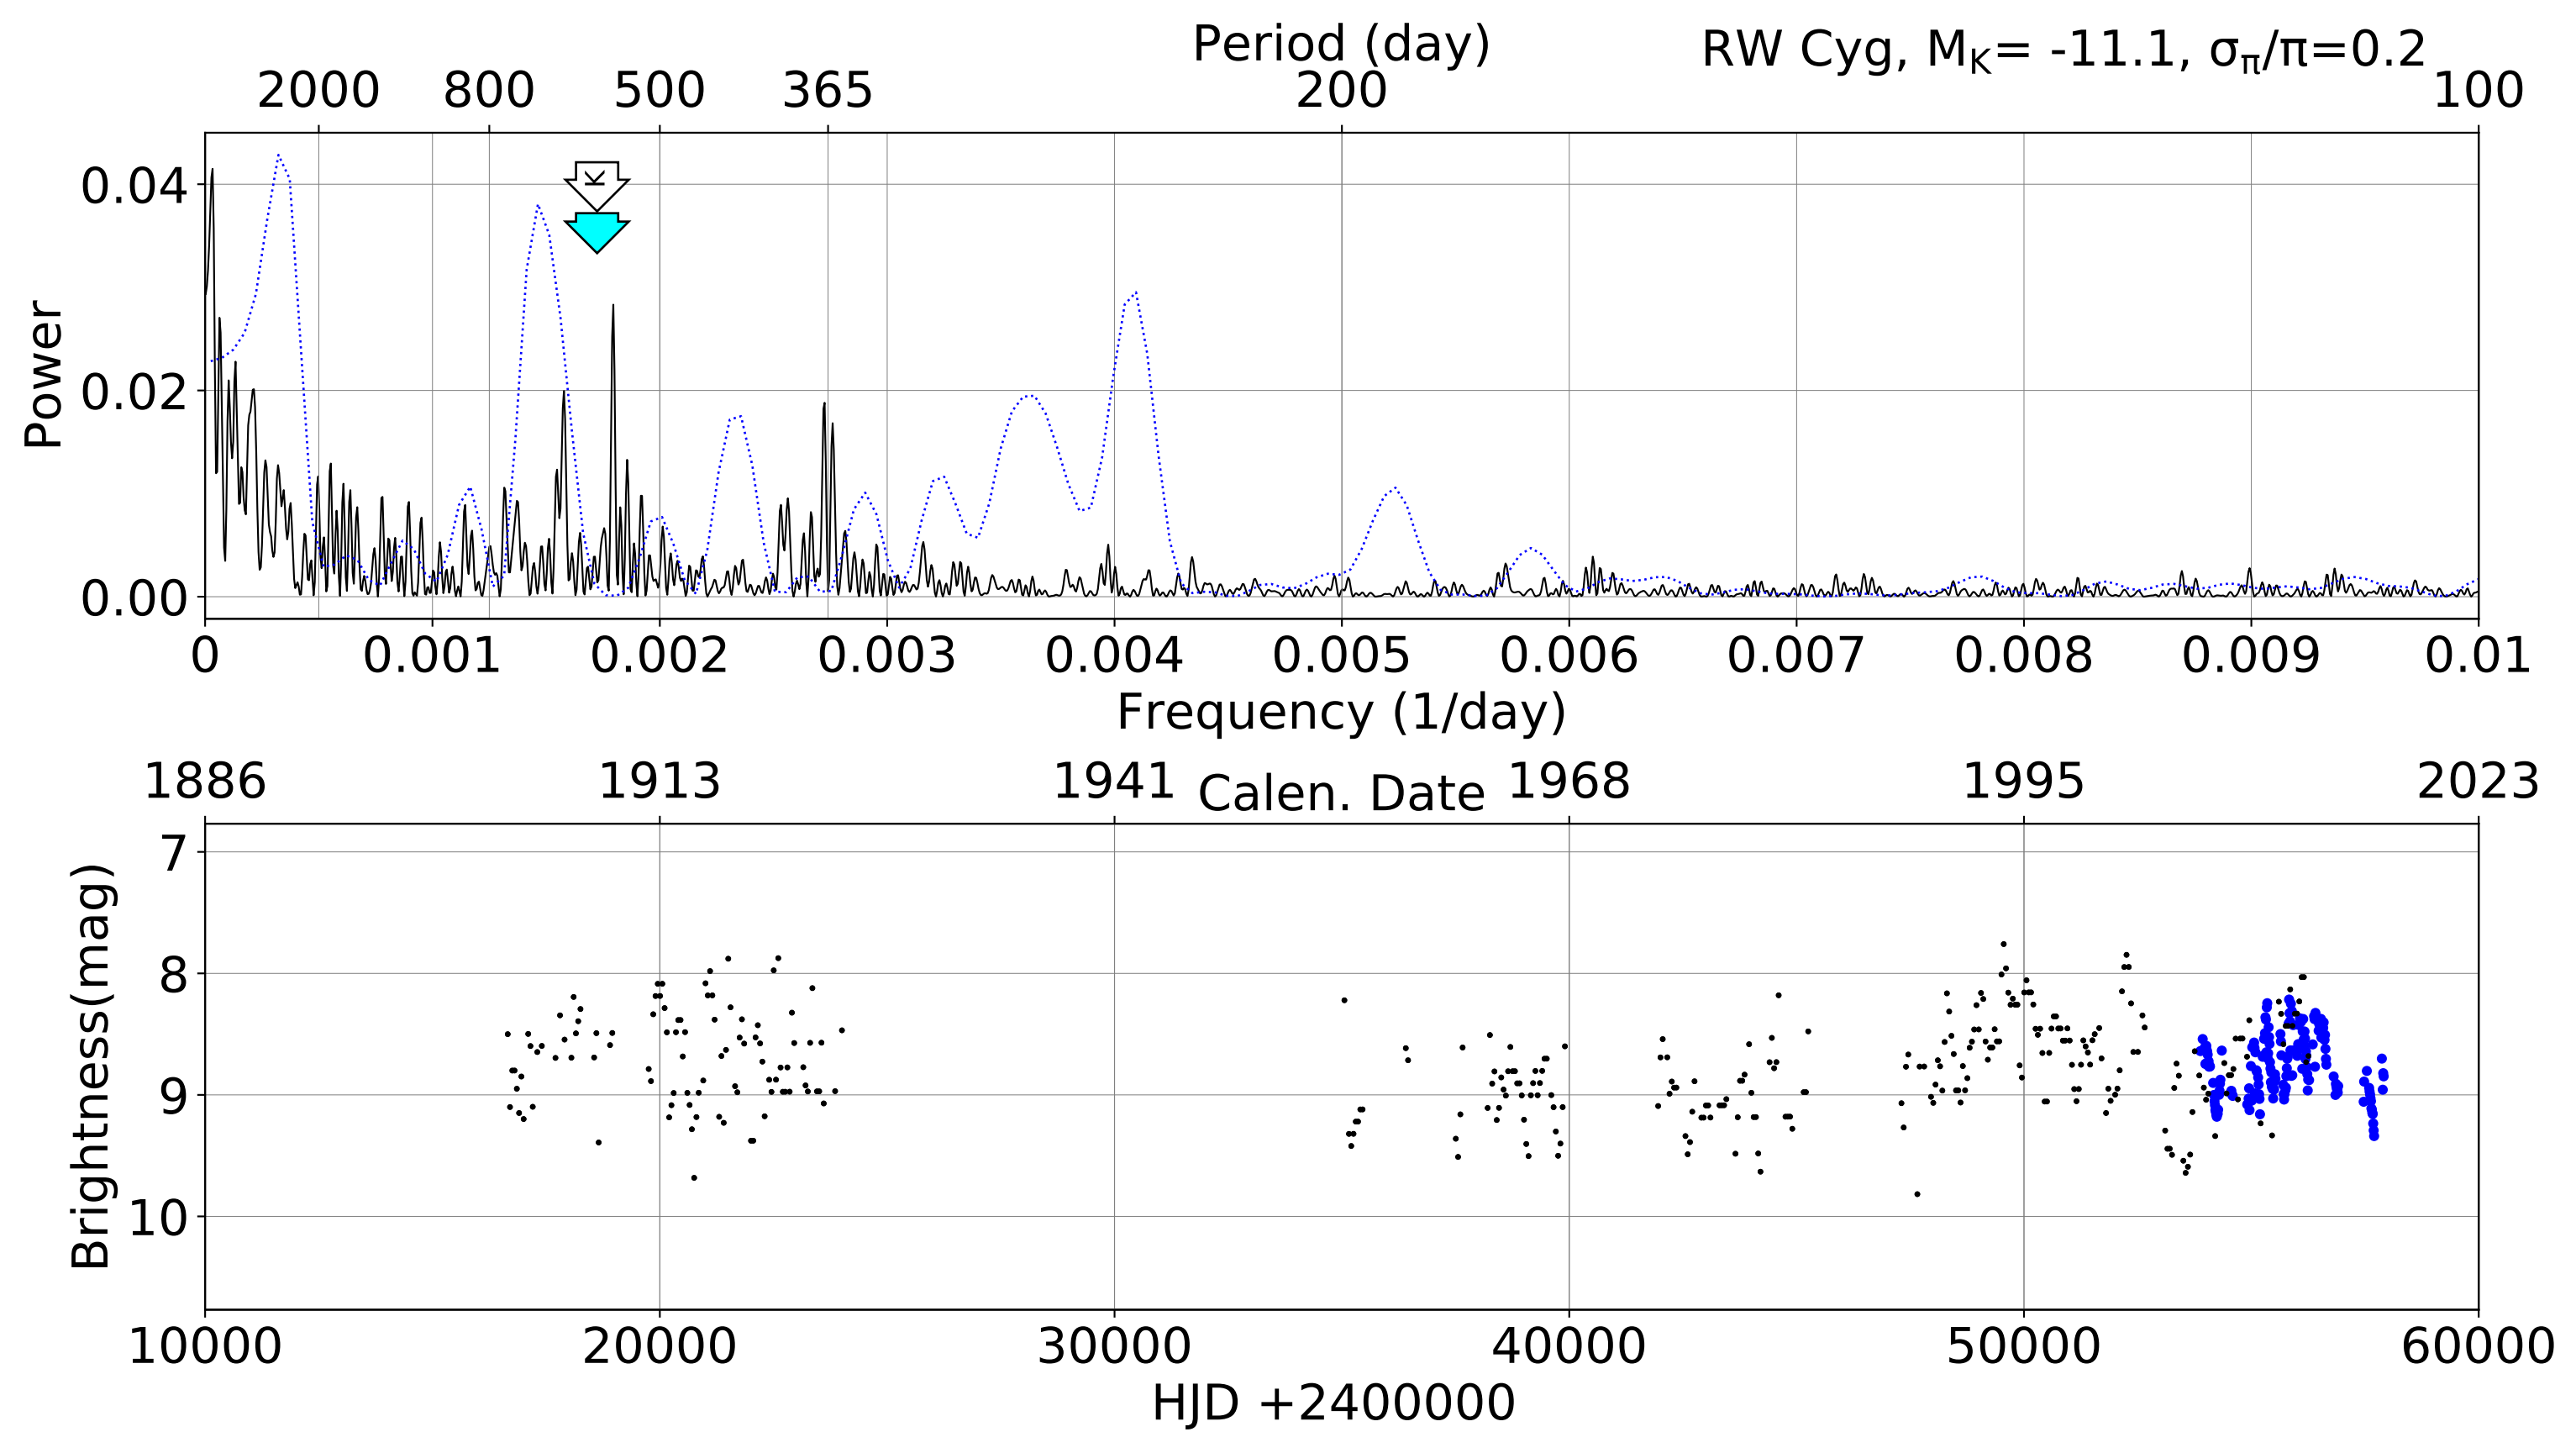 Period (day)
RW Cyg, M_K= -11.1, σ_π/π=0.2
2000 800 500 365 200 100
K
0.04
0.02
0.00
Power
0 0.001 0.002 0.003 0.004 0.005 0.006 0.007 0.008 0.009 0.01
Frequency (1/day)
1886 1913 1941 1968 1995 2023
Calen. Date
7
8
9
10
Brightness(mag)
10000 20000 30000 40000 50000 60000
HJD +2400000